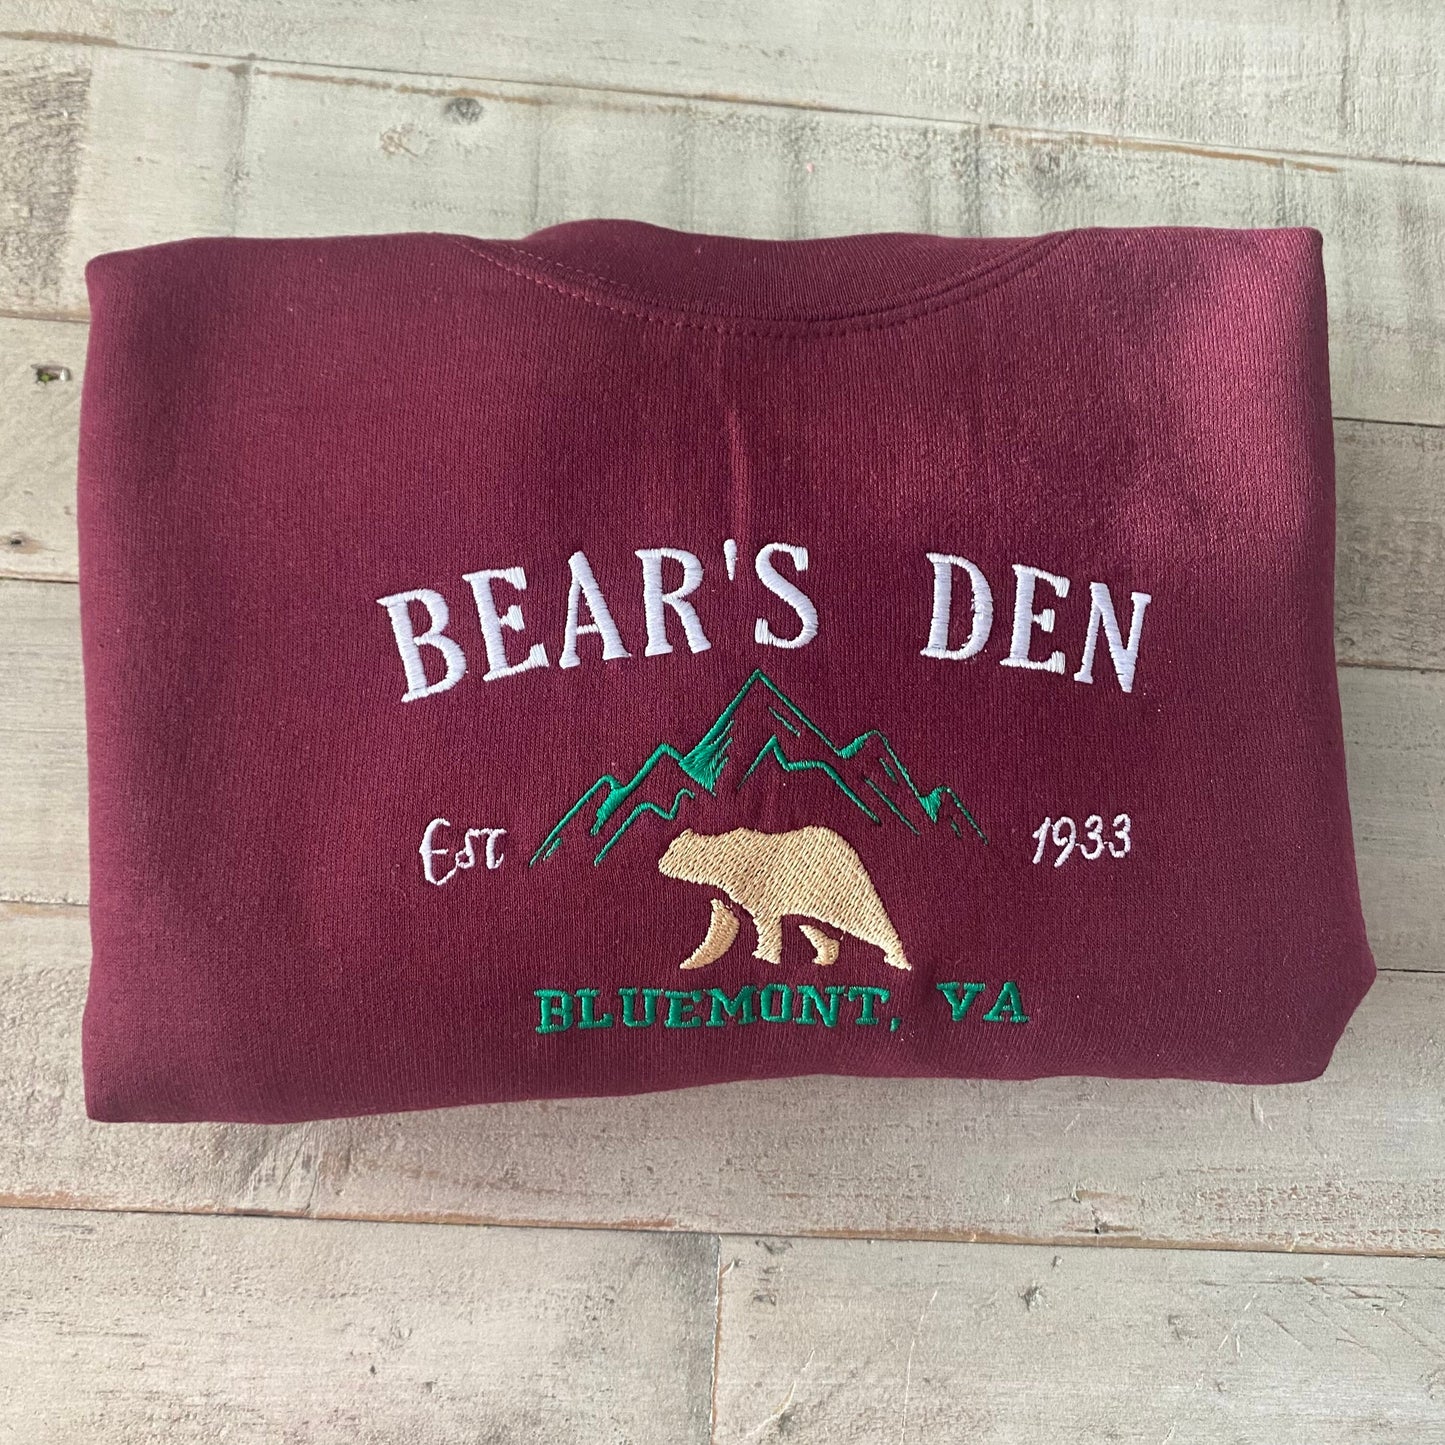 BEAR'S DEN
Est 1933
BLUEMONT, VA